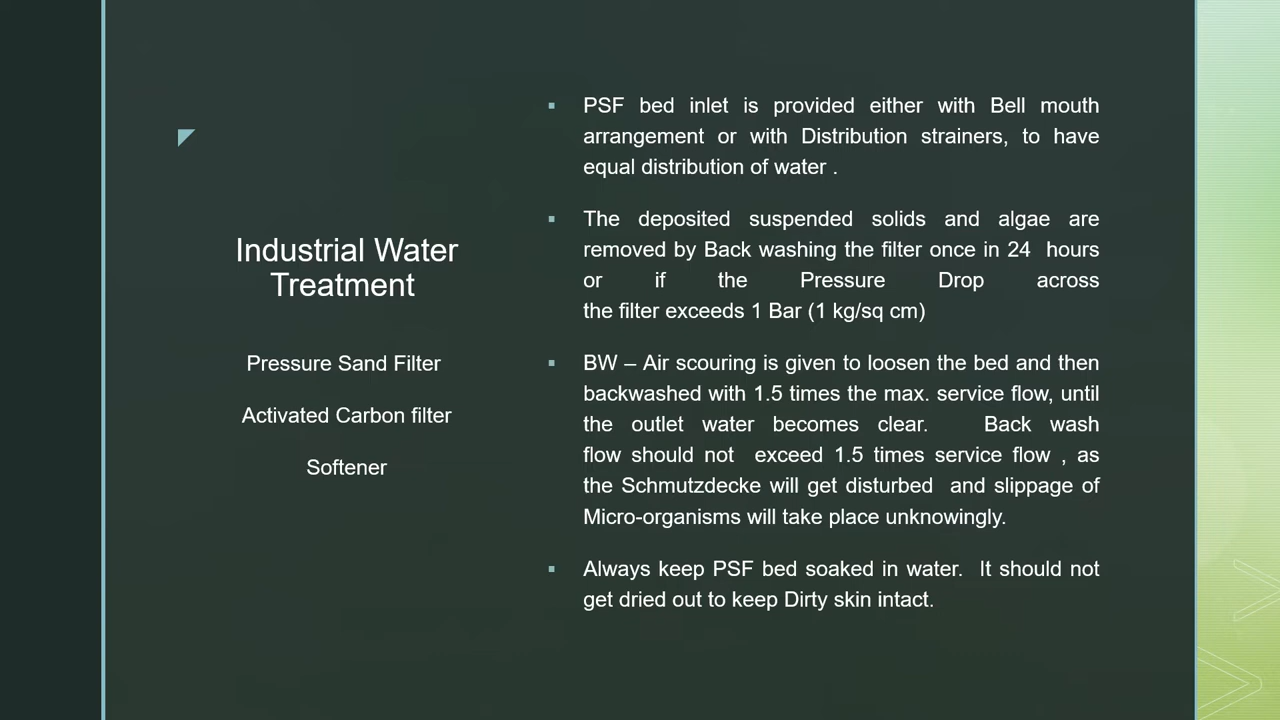 Industrial Water
Treatment
Pressure Sand Filter
Activated Carbon filter
Softener
▪ PSF bed inlet is provided either with Bell mouth
arrangement or with Distribution strainers, to have
equal distribution of water .
▪ The deposited suspended solids and algae are
removed by Back washing the filter once in 24 hours
or if the Pressure Drop across
the filter exceeds 1 Bar (1 kg/sq cm)
▪ BW – Air scouring is given to loosen the bed and then
backwashed with 1.5 times the max. service flow, until
the outlet water becomes clear. Back wash
flow should not exceed 1.5 times service flow , as
the Schmutzdecke will get disturbed and slippage of
Micro-organisms will take place unknowingly.
▪ Always keep PSF bed soaked in water. It should not
get dried out to keep Dirty skin intact.